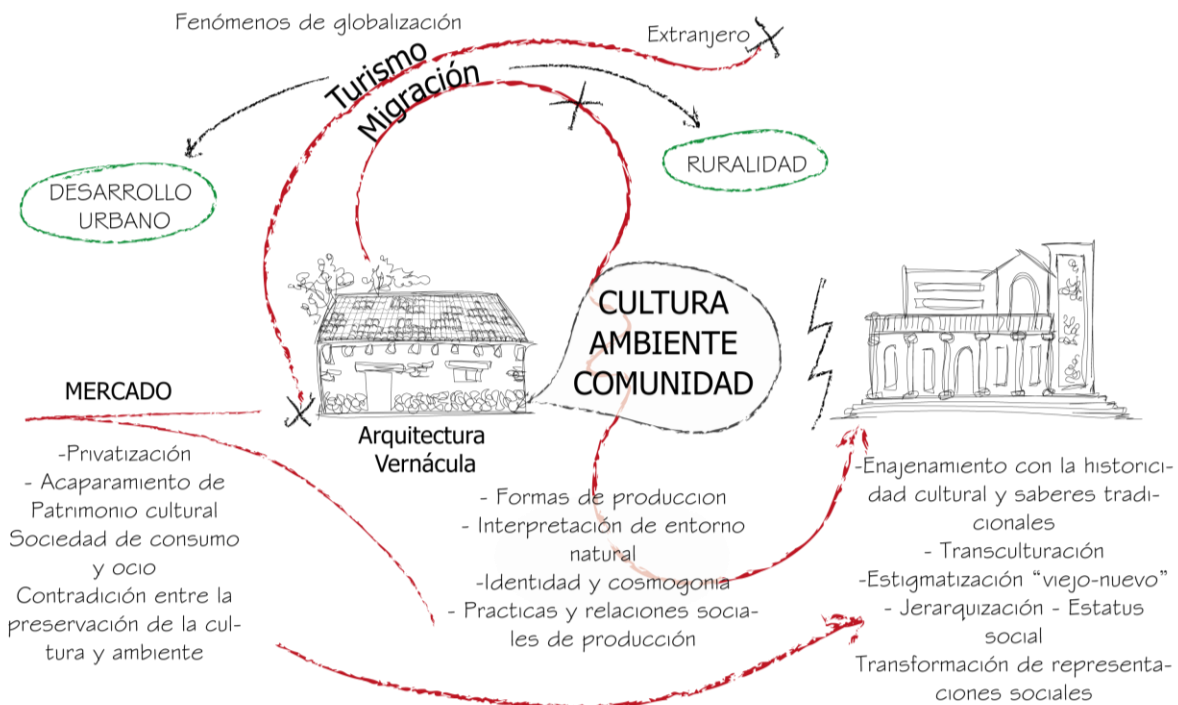 Fenómenos de globalización
Extranjero
Turismo
Migración
DESARROLLO
URBANO
RURALIDAD
CULTURA
AMBIENTE
COMUNIDAD
MERCADO
-Privatización
- Acaparamiento de
Patrimonio cultural
Sociedad de consumo
y ocio
Contradición entre la
preservación de la cul-
tura y ambiente
Arquitectura
Vernácula
- Formas de produccion
- Interpretación de entorno
natural
-Identidad y cosmogonia
- Practicas y relaciones socia-
les de producción
-Enajenamiento con la historici-
dad cultural y saberes tradi-
cionales
- Transculturación
-Estigmatización “viejo-nuevo”
- Jerarquización - Estatus
social
Transformación de representa-
ciones sociales